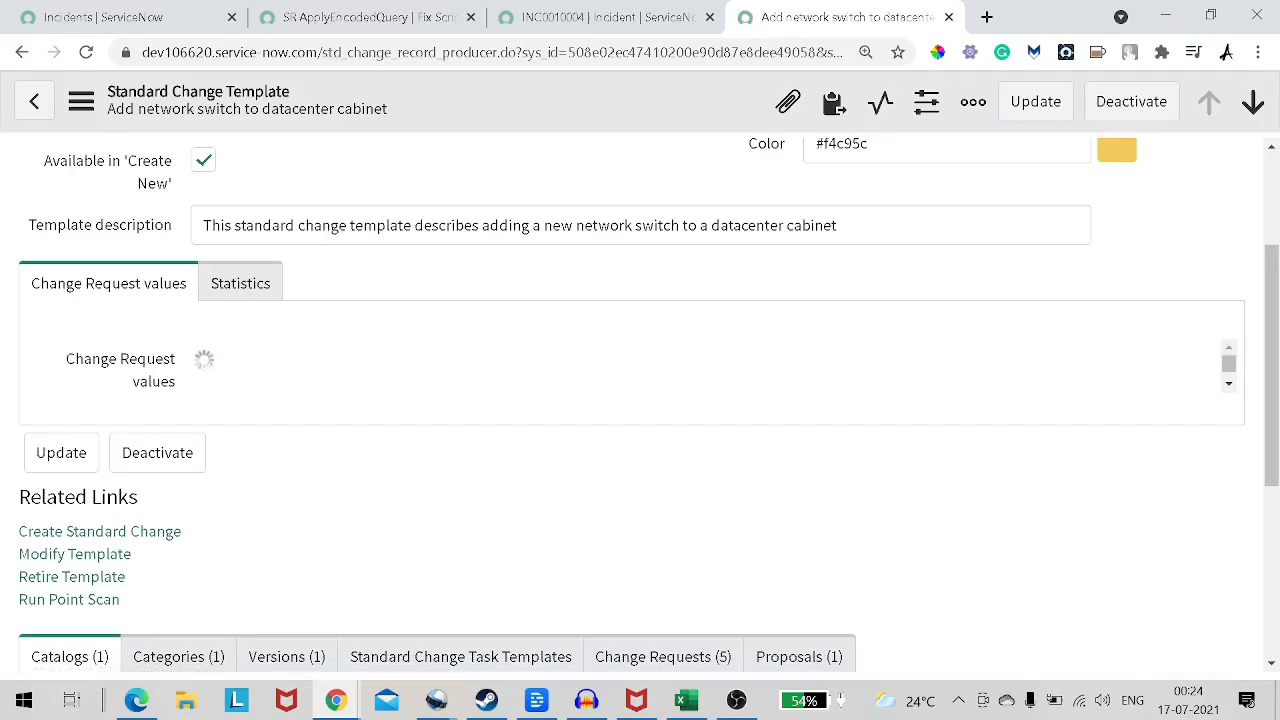 Incidents | ServiceNow
SR ApplyEncodedQuery | Fix Scrip
INC0010004 | Incident | ServiceNo
Add network switch to datacente
dev106620.service-now.com/std_change_record_producer.do?sys_id=508e02ec47410200e90d87e8dee49058&s...
Standard Change Template
Add network switch to datacenter cabinet
Update
Deactivate
Available in 'Create
New'
Color
#f4c95c
Template description
This standard change template describes adding a new network switch to a datacenter cabinet
Change Request values
Statistics
Change Request
values
Update
Deactivate
Related Links
Create Standard Change
Modify Template
Retire Template
Run Point Scan
Catalogs (1)
Categories (1)
Versions (1)
Standard Change Task Templates
Change Requests (5)
Proposals (1)
54%
24°C
ENG
00:24
17-07-2021